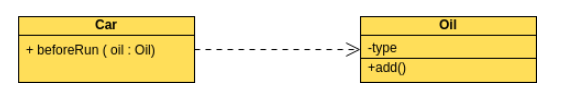 Car
+ beforeRun ( oil : Oil)
Oil
-type
+add()